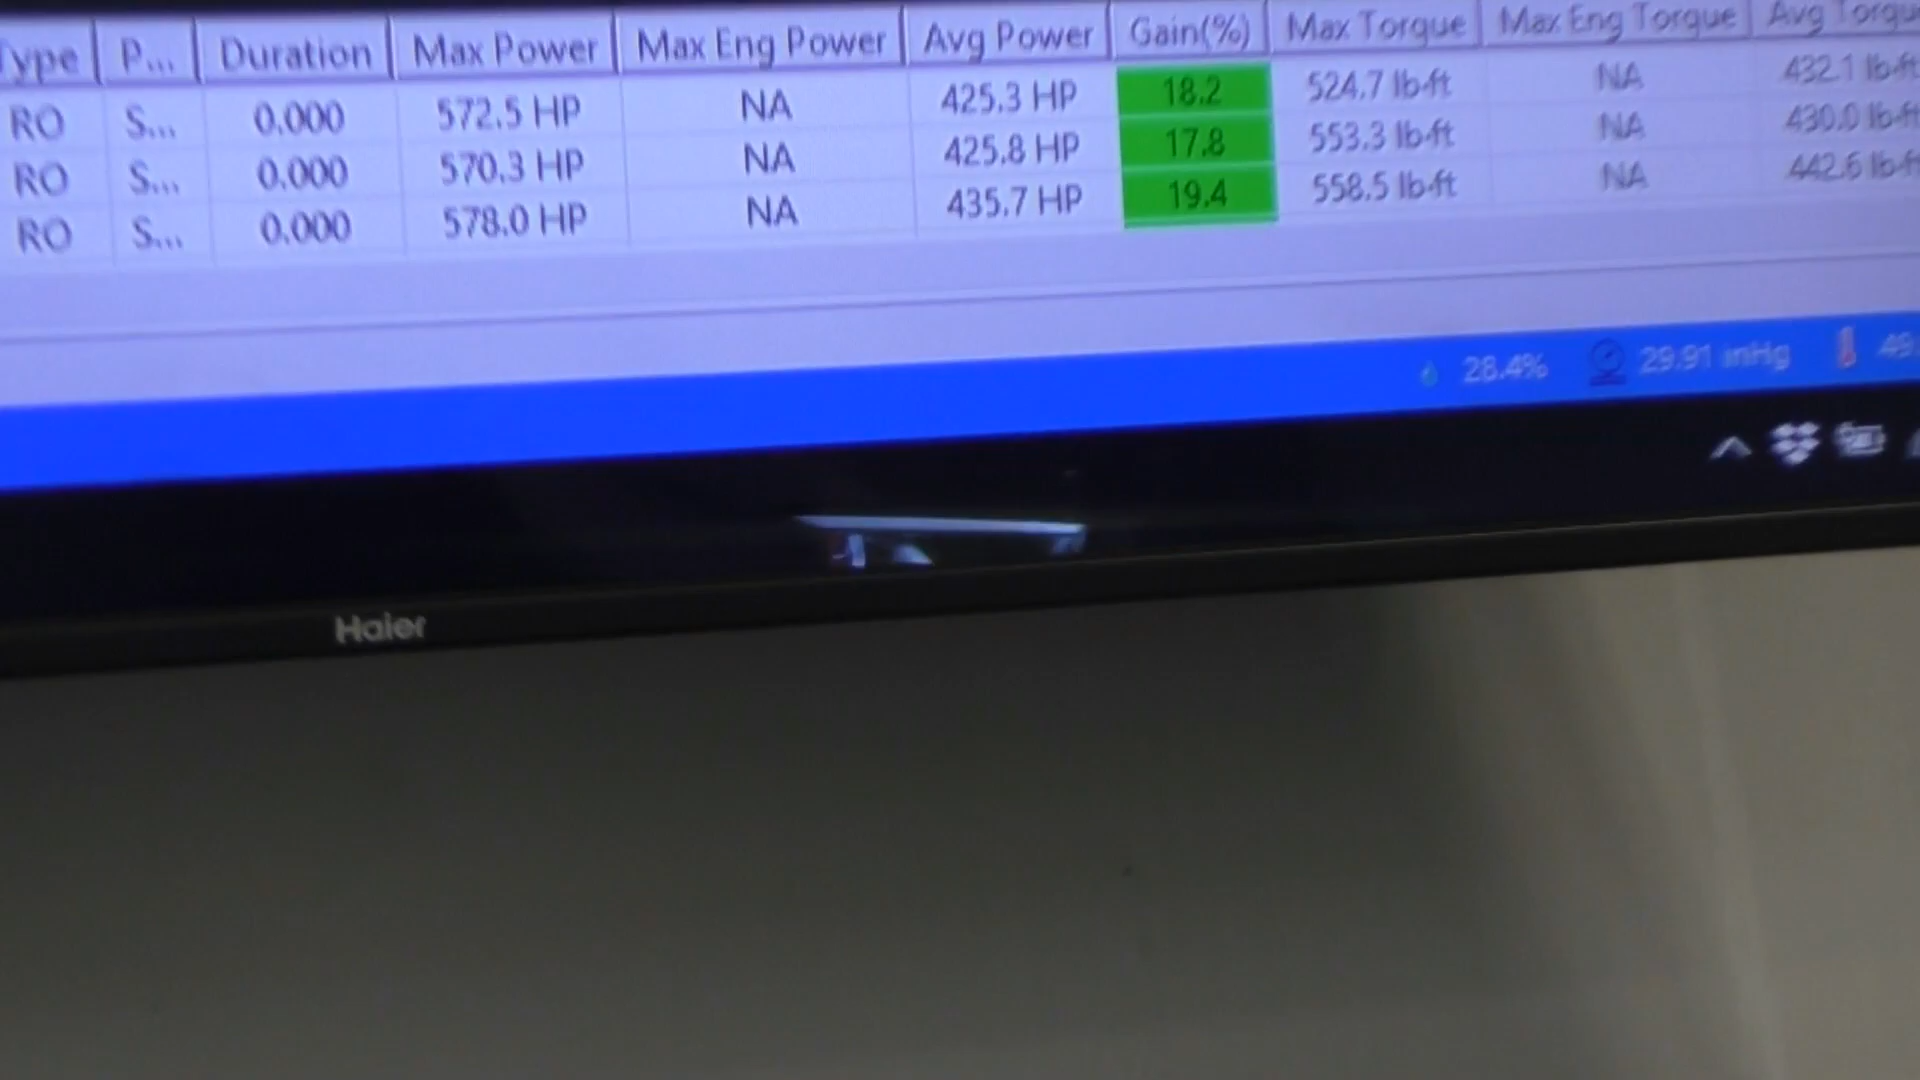 Type P... Duration Max Power Max Eng Power Avg Power Gain(%) Max Torque Max Eng Torque Avg Torque
RO S... 0.000 572.5 HP NA 425.3 HP 18.2 524.7 lb-ft NA 432.1 lb-ft
RO S... 0.000 570.3 HP NA 425.8 HP 17.8 553.3 lb-ft NA 430.0 lb-ft
RO S... 0.000 578.0 HP NA 435.7 HP 19.4 558.5 lb-ft NA 442.6 lb-ft
28.4% 29.91 inHg 49.
Haier